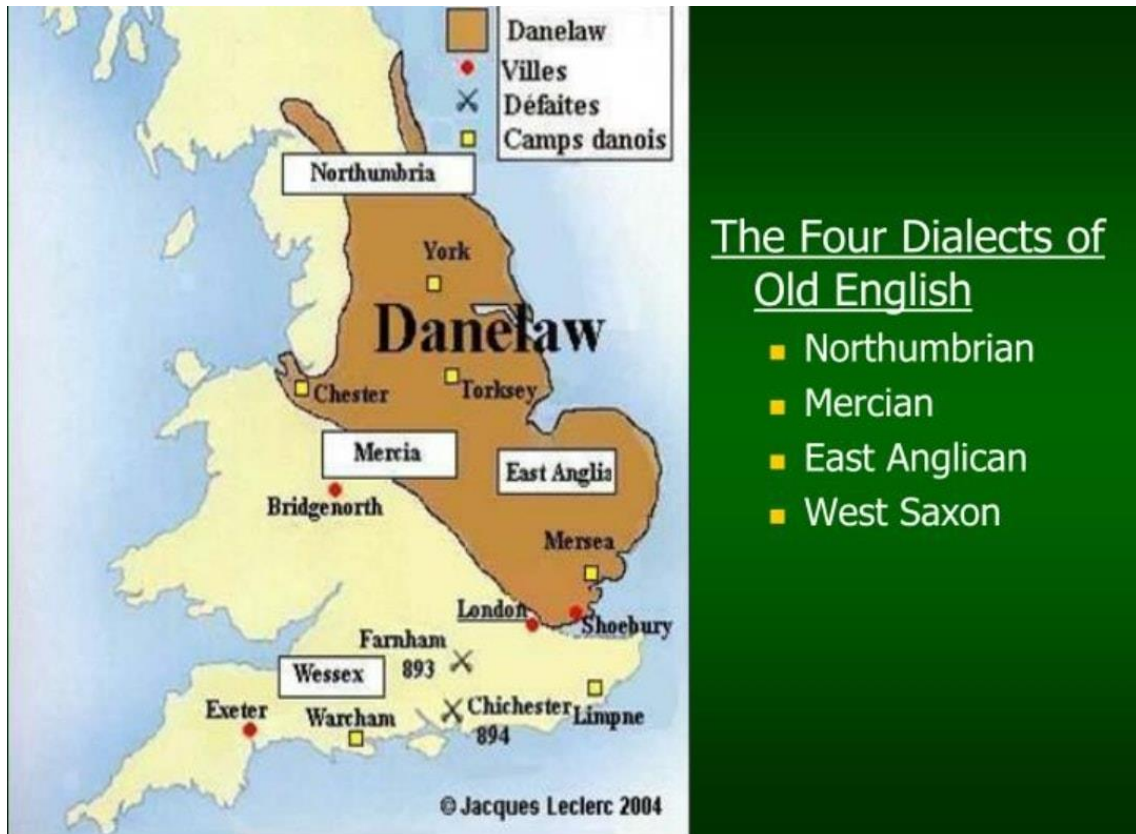 Danelaw
Villes
Défaites
Camps danois
Northumbria
York
Danelaw
Chester
Torksey
Mercia
East Anglia
Bridgenorth
Mersea
London
Shoebury
Farnham
893
Wessex
Exeter
Warcham
Chichester
894
Limpne
© Jacques Leclerc 2004
The Four Dialects of
Old English
Northumbrian
Mercian
East Anglican
West Saxon